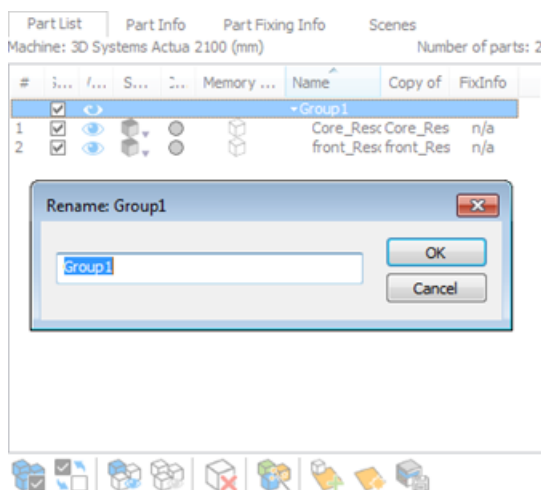 Part List Part Info Part Fixing Info Scenes
Machine: 3D Systems Actua 2100 (mm) Number of parts: 2
# S... /... S... Memory ... Name Copy of FixInfo
Group1
1 Core_Resc Core_Res n/a
2 front_Resc front_Res n/a
Rename: Group1
Group1
OK
Cancel